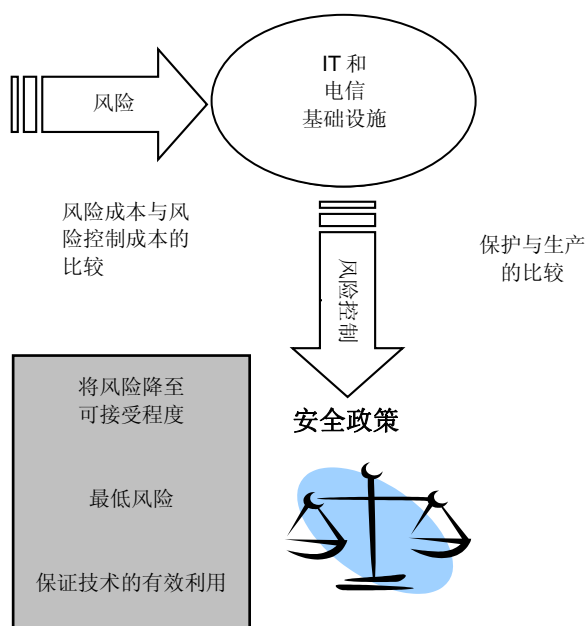 IT 和
电信
基础设施
风险
风险成本与风
险控制成本的
比较
保护与生产
的比较
风险控制
将风险降至
可接受程度
安全政策
最低风险
保证技术的有效利用